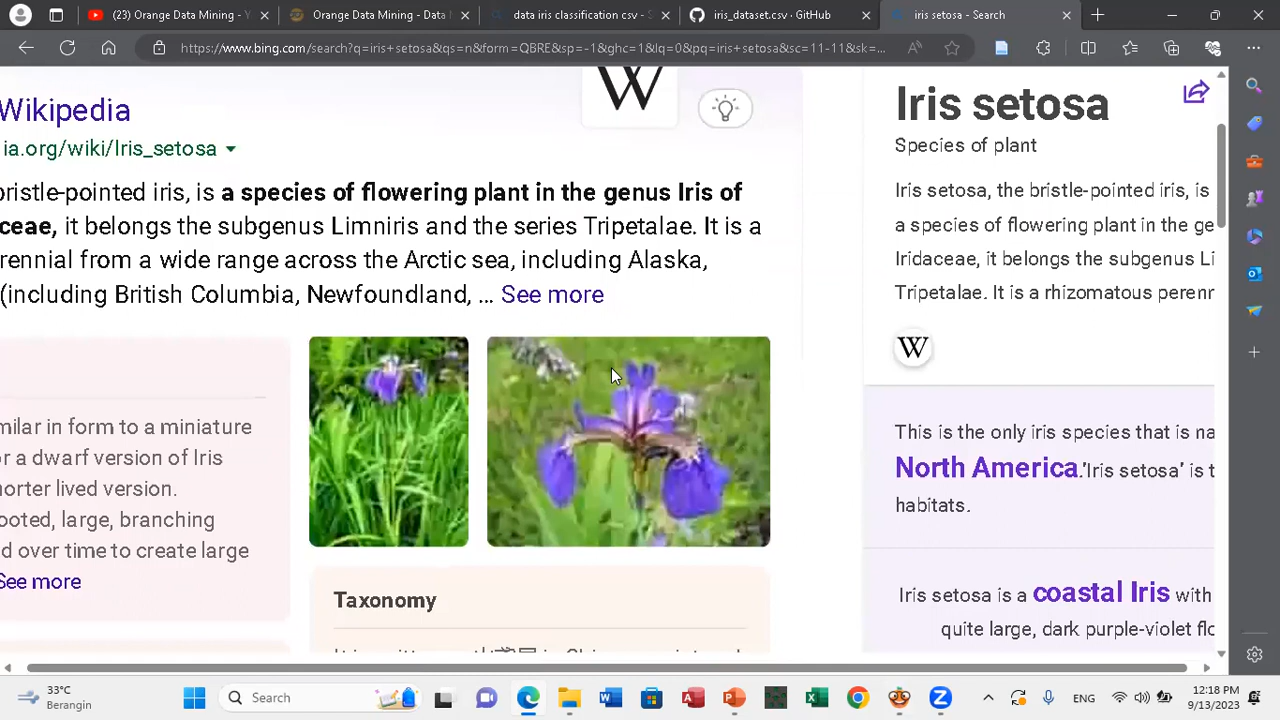 (23) Orange Data Mining - Y
Orange Data Mining - Data
data iris classification csv - S
iris_dataset.csv · GitHub
iris setosa - Search
https://www.bing.com/search?q=iris+setosa&qs=n&form=QBRE&sp=-1&ghc=1&lq=0&pq=iris+setosa&sc=11-11&sk=...
Wikipedia
W
ia.org/wiki/Iris_setosa
bristle-pointed iris, is a species of flowering plant in the genus Iris of
ceae, it belongs the subgenus Limniris and the series Tripetalae. It is a
rennial from a wide range across the Arctic sea, including Alaska,
(including British Columbia, Newfoundland, ... See more
milar in form to a miniature
or a dwarf version of Iris
horter lived version.
ooted, large, branching
d over time to create large
See more
Taxonomy
Iris setosa
Species of plant
Iris setosa, the bristle-pointed iris, is
a species of flowering plant in the ge
Iridaceae, it belongs the subgenus Li
Tripetalae. It is a rhizomatous perenr
W
This is the only iris species that is na
North America.'Iris setosa' is t
habitats.
Iris setosa is a coastal Iris with
quite large, dark purple-violet flo
33°C
Berangin
Search
ENG
12:18 PM
9/13/2023